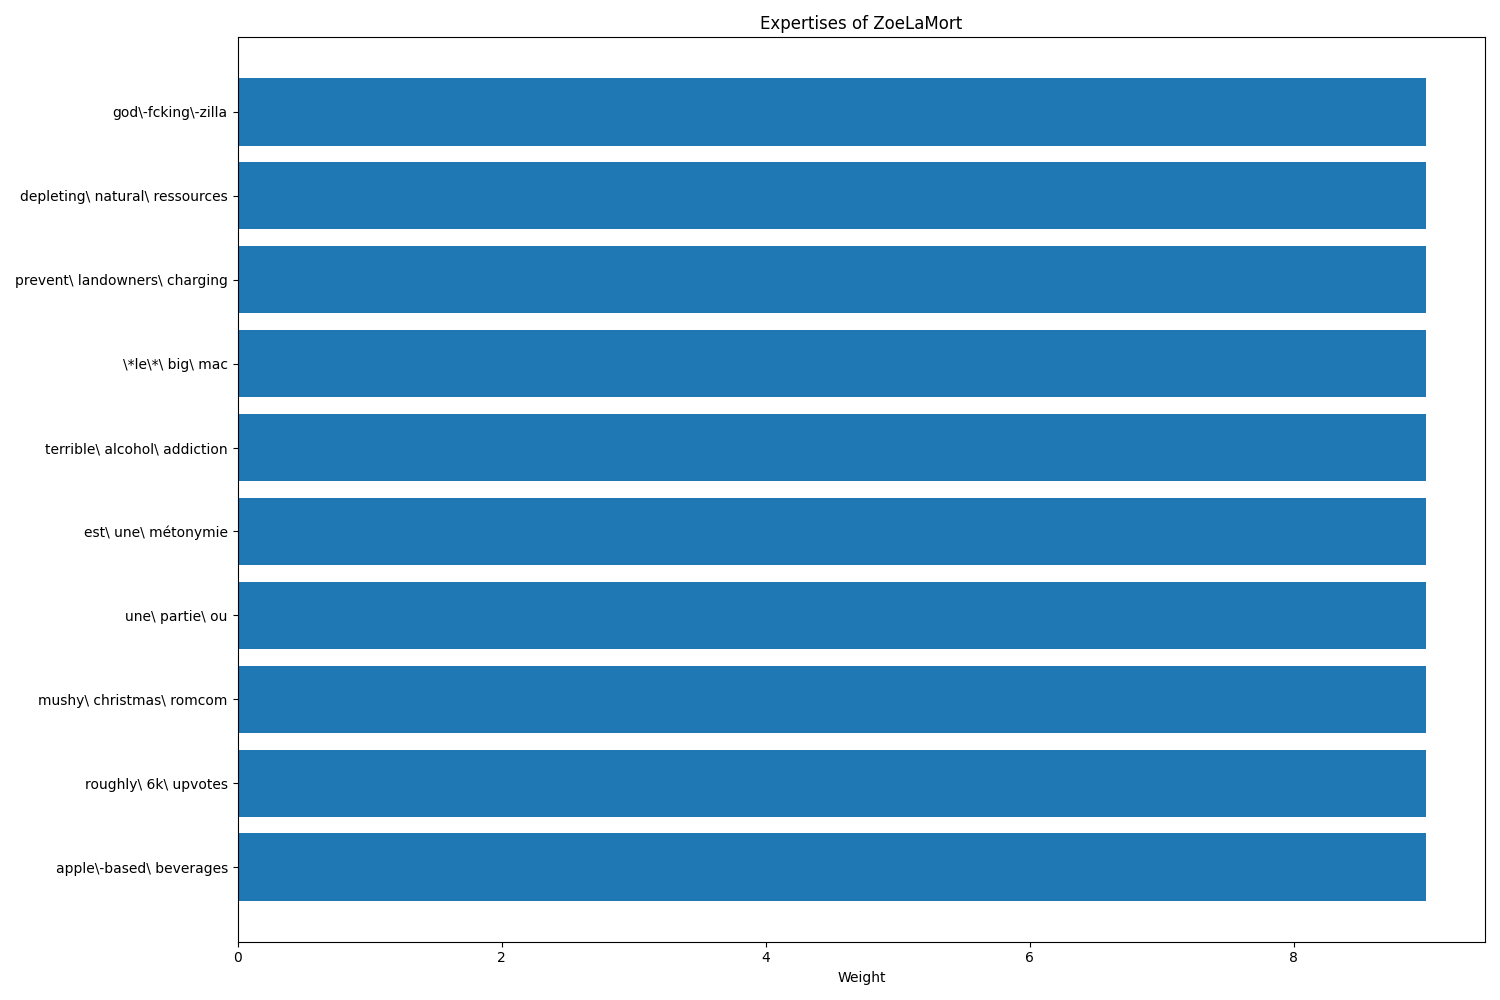 Expertises of ZoeLaMort
god\-fcking\-zilla
depleting\ natural\ ressources
prevent\ landowners\ charging
\*le\*\ big\ mac
terrible\ alcohol\ addiction
est\ une\ métonymie
une\ partie\ ou
mushy\ christmas\ romcom
roughly\ 6k\ upvotes
apple\-based\ beverages
0 2 4 6 8
Weight